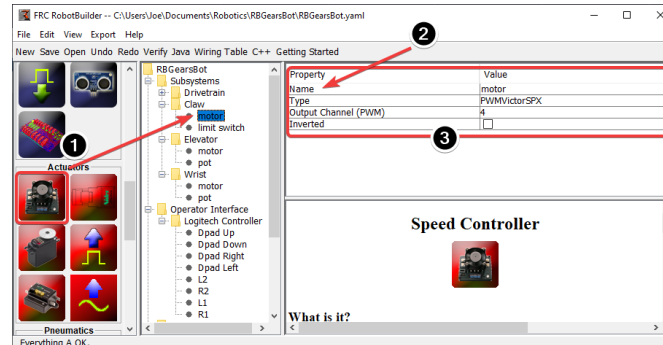 FRC RobotBuilder -- C:\Users\Joe\Documents\Robotics\RBGearsBot\RBGearsBot.yaml
File Edit View Export Help
New Save Open Undo Redo Verify Java Wiring Table C++ Getting Started
2
1
Actuators
Pneumatics
RBGearsBot
Subsystems
Drivetrain
Claw
motor
limit switch
Elevator
motor
pot
Wrist
motor
pot
Operator Interface
Logitech Controller
Dpad Up
Dpad Down
Dpad Right
Dpad Left
L2
R2
L1
R1
Property Value
Name motor
Type PWMVictorSPX
Output Channel (PWM) 4
Inverted
3
Speed Controller
What is it?
Everything A OK.